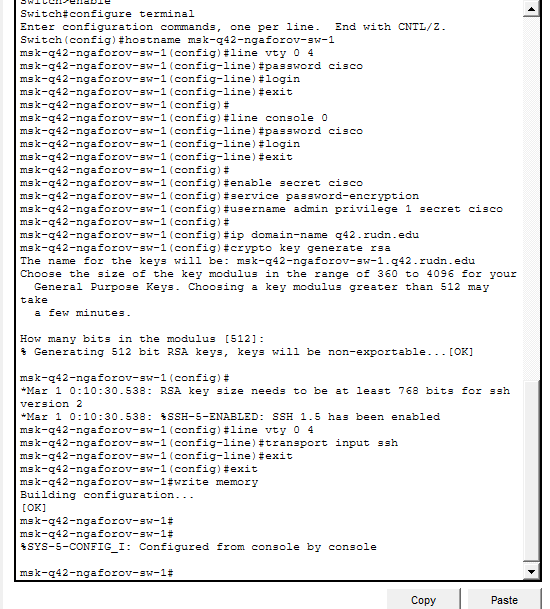 Switch>enable
Switch#configure terminal
Enter configuration commands, one per line.  End with CNTL/Z.
Switch(config)#hostname msk-q42-ngaforov-sw-1
msk-q42-ngaforov-sw-1(config)#line vty 0 4
msk-q42-ngaforov-sw-1(config-line)#password cisco
msk-q42-ngaforov-sw-1(config-line)#login
msk-q42-ngaforov-sw-1(config-line)#exit
msk-q42-ngaforov-sw-1(config)#
msk-q42-ngaforov-sw-1(config)#line console 0
msk-q42-ngaforov-sw-1(config-line)#password cisco
msk-q42-ngaforov-sw-1(config-line)#login
msk-q42-ngaforov-sw-1(config-line)#exit
msk-q42-ngaforov-sw-1(config)#
msk-q42-ngaforov-sw-1(config)#enable secret cisco
msk-q42-ngaforov-sw-1(config)#service password-encryption
msk-q42-ngaforov-sw-1(config)#username admin privilege 1 secret cisco
msk-q42-ngaforov-sw-1(config)#
msk-q42-ngaforov-sw-1(config)#ip domain-name q42.rudn.edu
msk-q42-ngaforov-sw-1(config)#crypto key generate rsa
The name for the keys will be: msk-q42-ngaforov-sw-1.q42.rudn.edu
Choose the size of the key modulus in the range of 360 to 4096 for your
  General Purpose Keys. Choosing a key modulus greater than 512 may
take
  a few minutes.
How many bits in the modulus [512]:
% Generating 512 bit RSA keys, keys will be non-exportable...[OK]
msk-q42-ngaforov-sw-1(config)#
*Mar 1 0:10:30.538: RSA key size needs to be at least 768 bits for ssh
version 2
*Mar 1 0:10:30.538: %SSH-5-ENABLED: SSH 1.5 has been enabled
msk-q42-ngaforov-sw-1(config)#line vty 0 4
msk-q42-ngaforov-sw-1(config-line)#transport input ssh
msk-q42-ngaforov-sw-1(config-line)#exit
msk-q42-ngaforov-sw-1(config)#exit
msk-q42-ngaforov-sw-1#write memory
Building configuration...
[OK]
msk-q42-ngaforov-sw-1#
msk-q42-ngaforov-sw-1#
%SYS-5-CONFIG_I: Configured from console by console
msk-q42-ngaforov-sw-1#
Copy
Paste